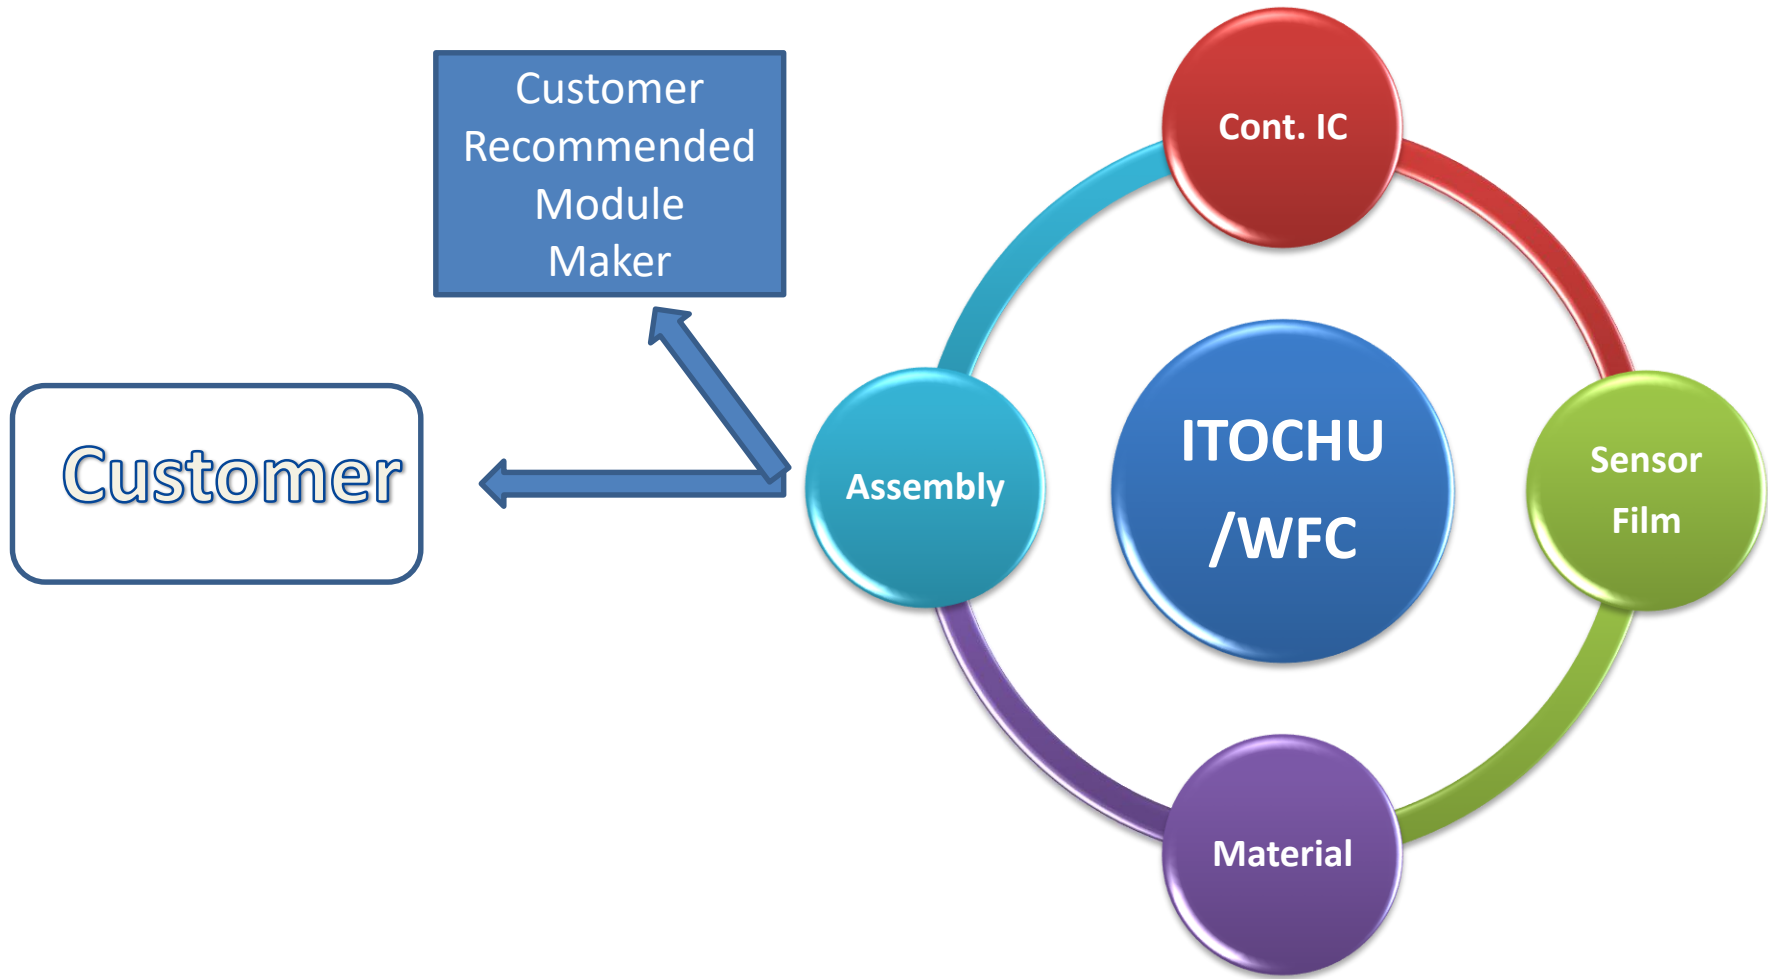 Customer
Recommended
Module
Maker
Customer
Cont. IC
Assembly
ITOCHU
/WFC
Sensor
Film
Material